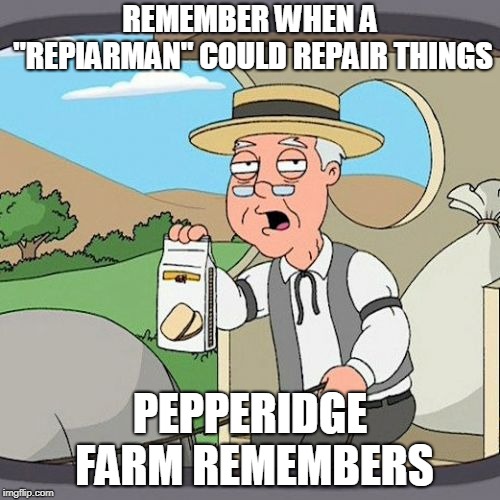 REMEMBER WHEN A
"REPIARMAN" COULD REPAIR THINGS
PEPPERIDGE
FARM REMEMBERS
imgflip.com